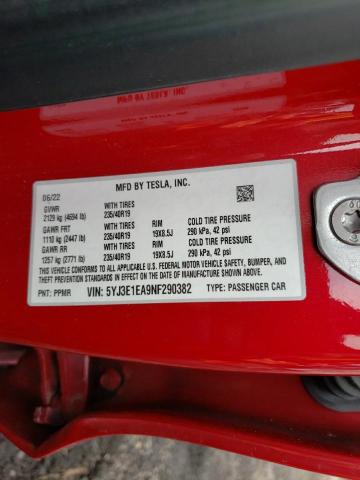 MFD BY TESLA, INC.
06/22
GVWR WITH TIRES
2129 kg (4694 lb) 235/40R19
GAWR FRT WITH TIRES RIM COLD TIRE PRESSURE
1110 kg (2447 lb) 235/40R19 19X8.5J 290 kPa, 42 psi
GAWR RR WITH TIRES RIM COLD TIRE PRESSURE
1257 kg (2771 lb) 235/40R19 19X8.5J 290 kPa, 42 psi
THIS VEHICLE CONFORMS TO ALL APPLICABLE U.S. FEDERAL MOTOR VEHICLE SAFETY, BUMPER, AND
THEFT PREVENTION STANDARDS IN EFFECT ON THE DATE OF MANUFACTURE SHOWN ABOVE.
PNT: PPMR VIN: 5YJ3E1EA9NF290382 TYPE: PASSENGER CAR